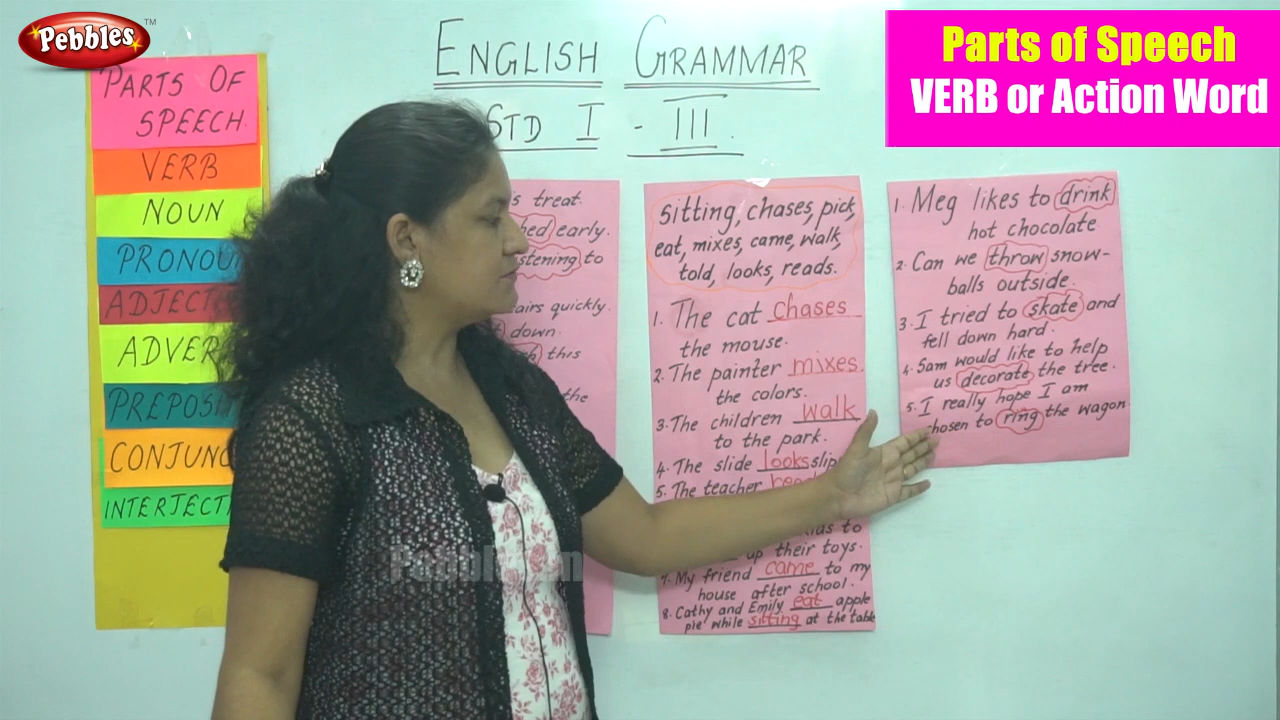 Pebbles
TM
ENGLISH GRAMMAR
STD I - III.
Parts of Speech
VERB or Action Word
PARTS OF
SPEECH.
VERB
NOUN
PRONOUN
ADJECT
ADVER
PREPOSI
CONJUNC
INTERJECTI
treat.
early.
to
quickly.
down.
this
the
sitting, chases, pick,
eat, mixes, came, walk,
told, looks, reads.
1. The cat chases
the mouse.
2. The painter mixes.
the colors.
3. The children walk
to the park.
4. The slide looks slip
5. The teacher
to
up their toys.
7. My friend came to my
house after school.
8. Cathy and Emily eat apple
pie while sitting at the table
1. Meg likes to drink
hot chocolate.
2. Can we throw snow-
balls outside.
3. I tried to skate and
fell down hard.
4. Sam would like to help
us decorate the tree.
5. I really hope I am
chosen to ring the wagon.